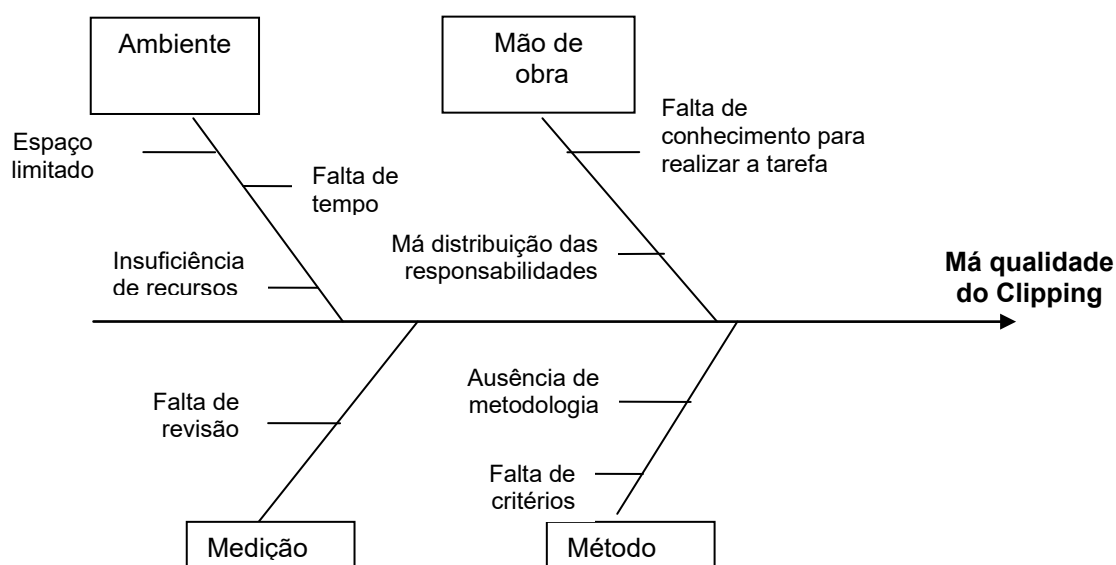 Ambiente
Mão de
obra
Espaço
limitado
Falta de
tempo
Insuficiência
de recursos
Falta de
conhecimento para
realizar a tarefa
Má distribuição das
responsabilidades
Má qualidade
do Clipping
Falta de
revisão
Ausência de
metodologia
Falta de
critérios
Medição
Método